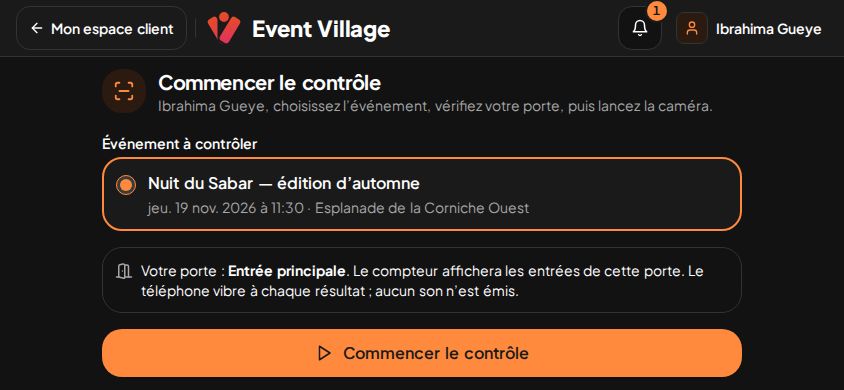 Mon espace client
Event Village
1
Ibrahima Gueye
Commencer le contrôle
Ibrahima Gueye, choisissez l’événement, vérifiez votre porte, puis lancez la caméra.
Événement à contrôler
Nuit du Sabar — édition d’automne
jeu. 19 nov. 2026 à 11:30 · Esplanade de la Corniche Ouest
Votre porte : Entrée principale. Le compteur affichera les entrées de cette porte. Le
téléphone vibre à chaque résultat ; aucun son n’est émis.
Commencer le contrôle